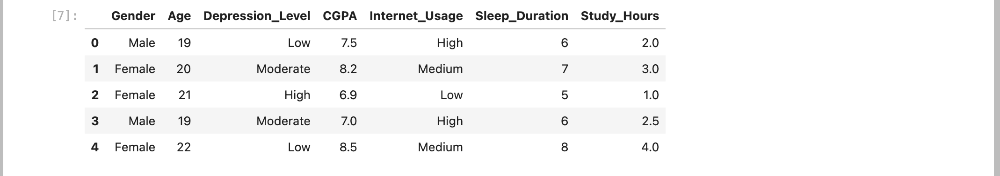 [7]: Gender Age Depression_Level CGPA Internet_Usage Sleep_Duration Study_Hours
0 Male 19 Low 7.5 High 6 2.0
1 Female 20 Moderate 8.2 Medium 7 3.0
2 Female 21 High 6.9 Low 5 1.0
3 Male 19 Moderate 7.0 High 6 2.5
4 Female 22 Low 8.5 Medium 8 4.0